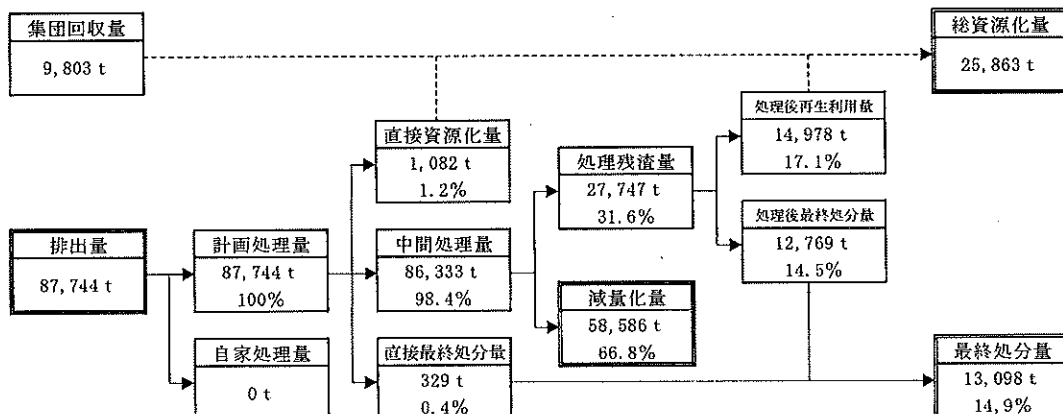 集団回収量
9,803 t
総資源化量
25,863 t
直接資源化量
1,082 t
1.2%
処理残渣量
27,747 t
31.6%
処理後再生利用量
14,978 t
17.1%
処理後最終処分量
12,769 t
14.5%
排出量
87,744 t
計画処理量
87,744 t
100%
中間処理量
86,333 t
98.4%
減量化量
58,586 t
66.8%
自家処理量
0 t
直接最終処分量
329 t
0.4%
最終処分量
13,098 t
14.9%